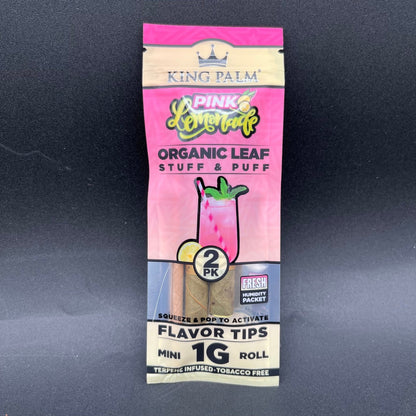 KING PALM®
PINK
Lemonade
ORGANIC LEAF
STUFF & PUFF
2
PK
FRESH
HUMIDITY
PACKET
SQUEEZE & POP TO ACTIVATE
FLAVOR TIPS
MINI 1G ROLL
TERPENE INFUSED • TOBACCO FREE